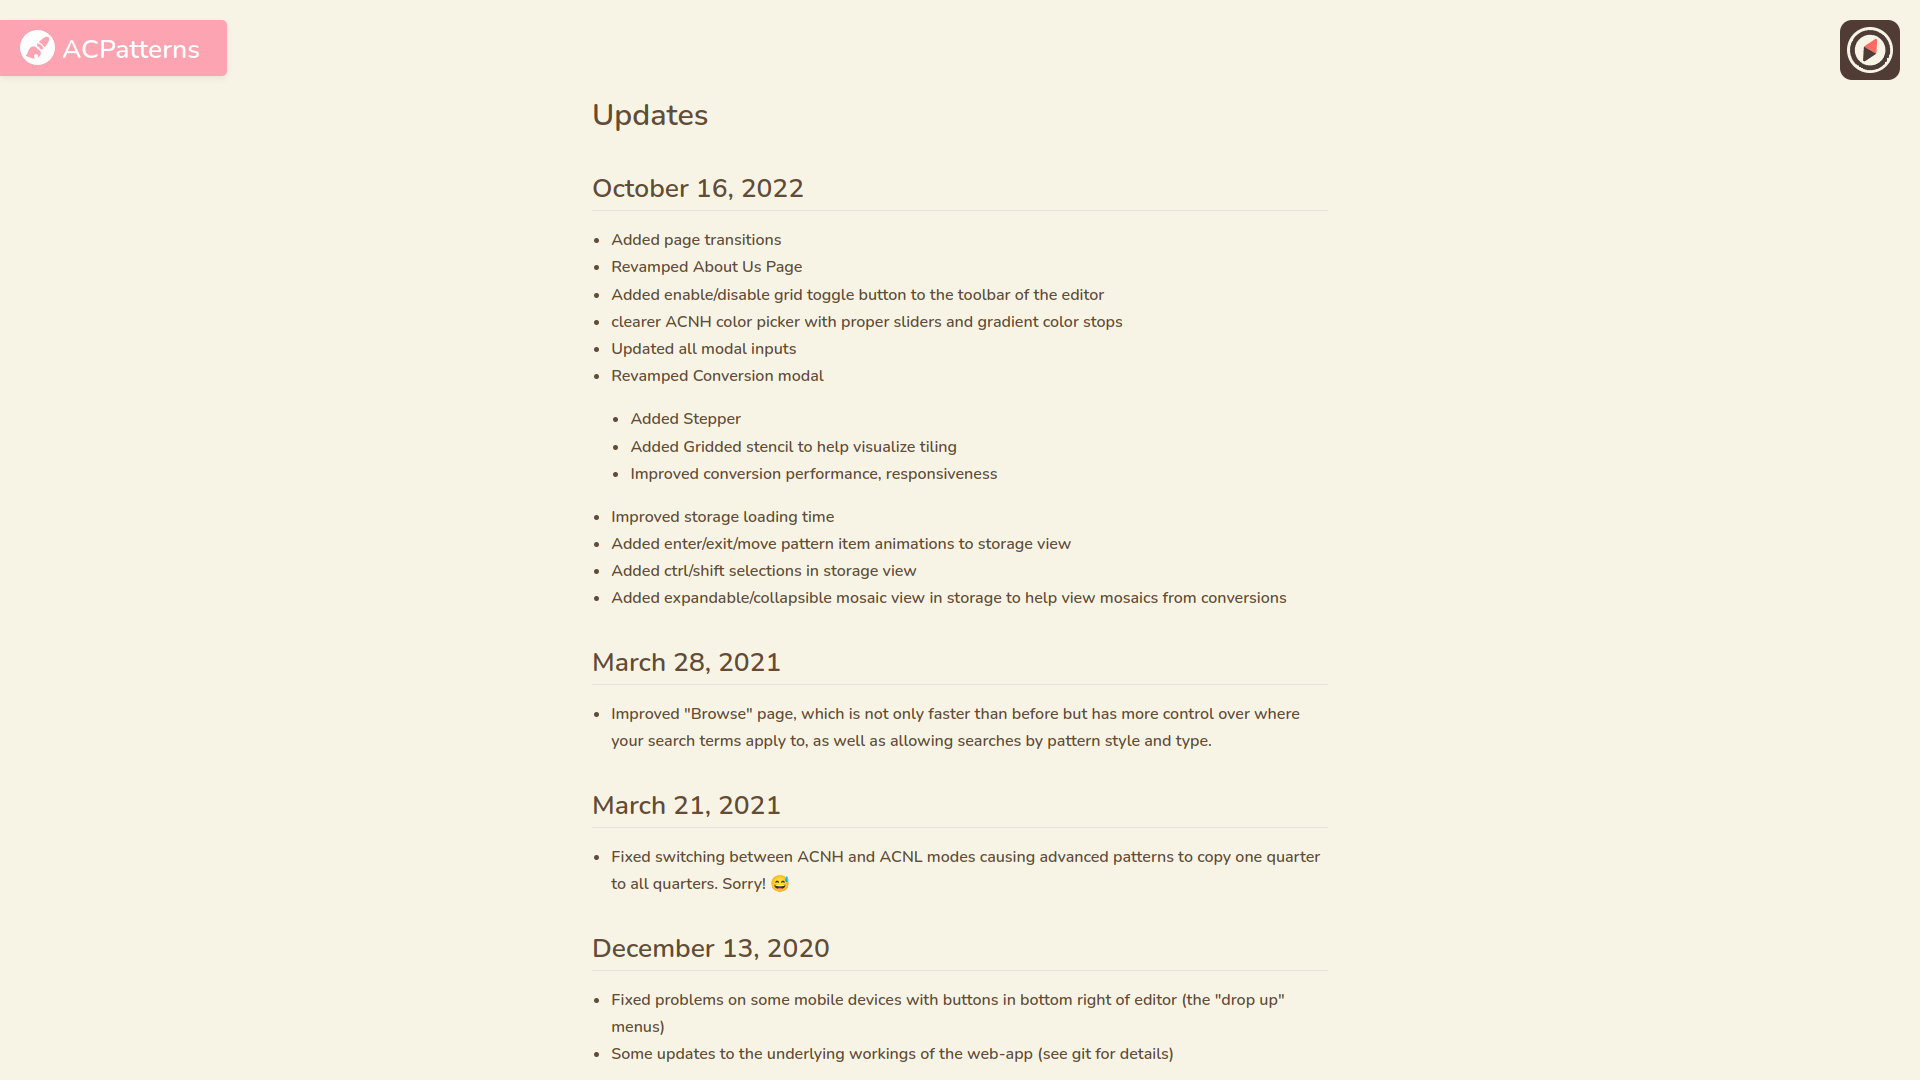 ACPatterns
Updates
October 16, 2022
• Added page transitions
• Revamped About Us Page
• Added enable/disable grid toggle button to the toolbar of the editor
• clearer ACNH color picker with proper sliders and gradient color stops
• Updated all modal inputs
• Revamped Conversion modal
• Added Stepper
• Added Gridded stencil to help visualize tiling
• Improved conversion performance, responsiveness
• Improved storage loading time
• Added enter/exit/move pattern item animations to storage view
• Added ctrl/shift selections in storage view
• Added expandable/collapsible mosaic view in storage to help view mosaics from conversions
March 28, 2021
• Improved "Browse" page, which is not only faster than before but has more control over where
your search terms apply to, as well as allowing searches by pattern style and type.
March 21, 2021
• Fixed switching between ACNH and ACNL modes causing advanced patterns to copy one quarter
to all quarters. Sorry! 😅
December 13, 2020
• Fixed problems on some mobile devices with buttons in bottom right of editor (the "drop up"
menus)
• Some updates to the underlying workings of the web-app (see git for details)